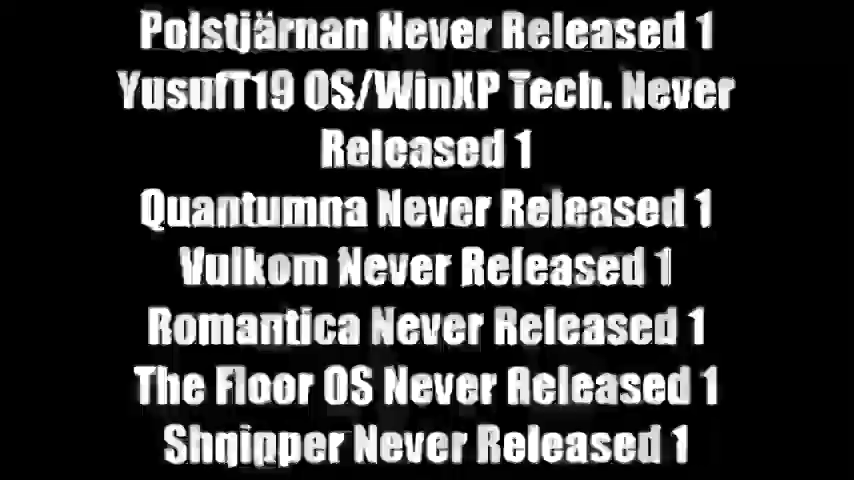 Polstjärnan Never Released 1
YusufT19 OS/WinXP Tech. Never
Released 1
Quantumna Never Released 1
Vulkom Never Released 1
Romantica Never Released 1
The Floor OS Never Released 1
Shqipper Never Released 1